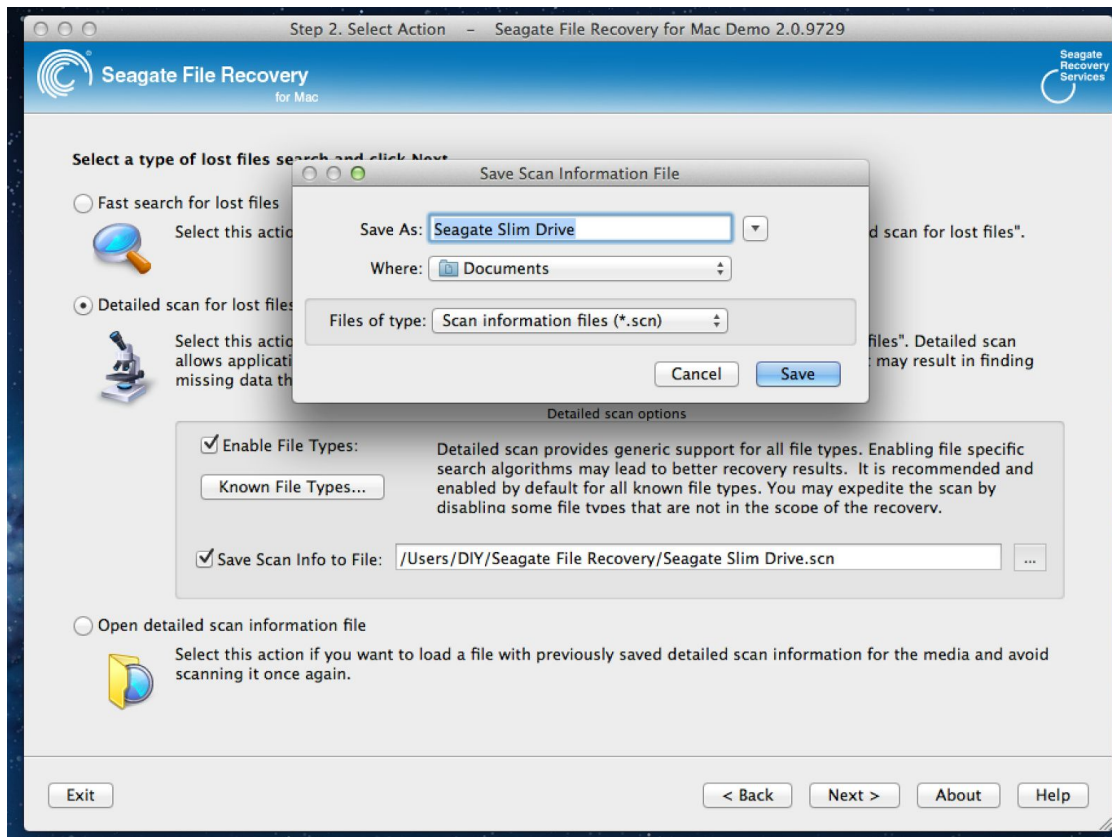 Step 2. Select Action – Seagate File Recovery for Mac Demo 2.0.9729
Seagate File Recovery
for Mac
Seagate
Recovery
Services
Select a type of lost files search and click Next
Save Scan Information File
Fast search for lost files
Select this actio
d scan for lost files".
Save As: Seagate Slim Drive
Where: Documents
Files of type: Scan information files (*.scn)
Cancel
Save
Detailed scan for lost files
Select this actio
files". Detailed scan
allows applicati
may result in finding
missing data th
Detailed scan options
Enable File Types:
Known File Types...
Detailed scan provides generic support for all file types. Enabling file specific
search algorithms may lead to better recovery results. It is recommended and
enabled by default for all known file types. You may expedite the scan by
disabling some file types that are not in the scope of the recovery.
Save Scan Info to File: /Users/DIY/Seagate File Recovery/Seagate Slim Drive.scn ...
Open detailed scan information file
Select this action if you want to load a file with previously saved detailed scan information for the media and avoid
scanning it once again.
Exit
< Back
Next >
About
Help